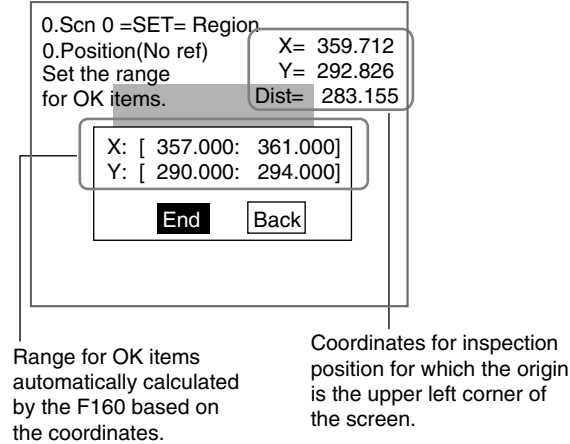 0.Scn 0 =SET= Region
0.Position(No ref)
Set the range
for OK items.
X= 359.712
Y= 292.826
Dist= 283.155
X: [ 357.000: 361.000]
Y: [ 290.000: 294.000]
End Back
Range for OK items
automatically calculated
by the F160 based on
the coordinates.
Coordinates for inspection
position for which the origin
is the upper left corner of
the screen.